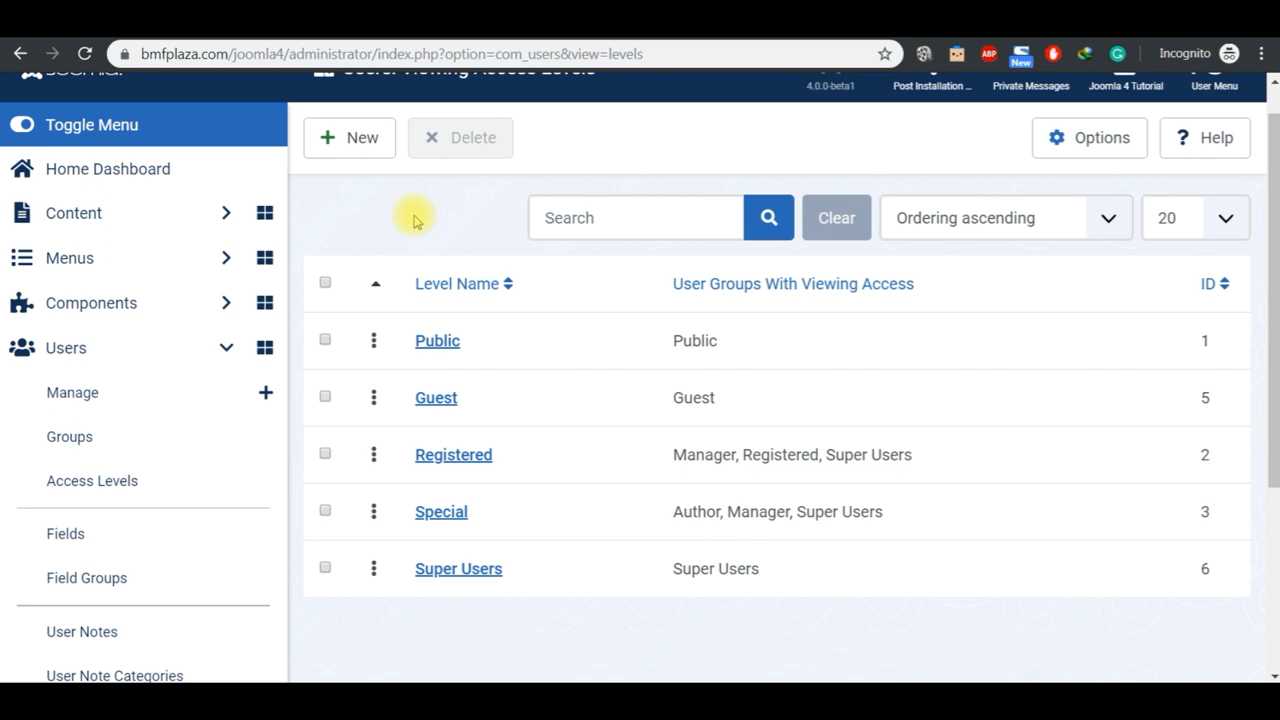 bmfplaza.com/joomla4/administrator/index.php?option=com_users&view=levels
ABP
New
Incognito
4.0.0-beta1
Post Installation ...
Private Messages
Joomla 4 Tutorial
User Menu
Toggle Menu
New
Delete
Options
? Help
Home Dashboard
Content
Menus
Components
Users
Manage
Groups
Access Levels
Fields
Field Groups
User Notes
User Note Categories
Search
Clear
Ordering ascending
20
Level Name
User Groups With Viewing Access
ID
Public
Public
1
Guest
Guest
5
Registered
Manager, Registered, Super Users
2
Special
Author, Manager, Super Users
3
Super Users
Super Users
6